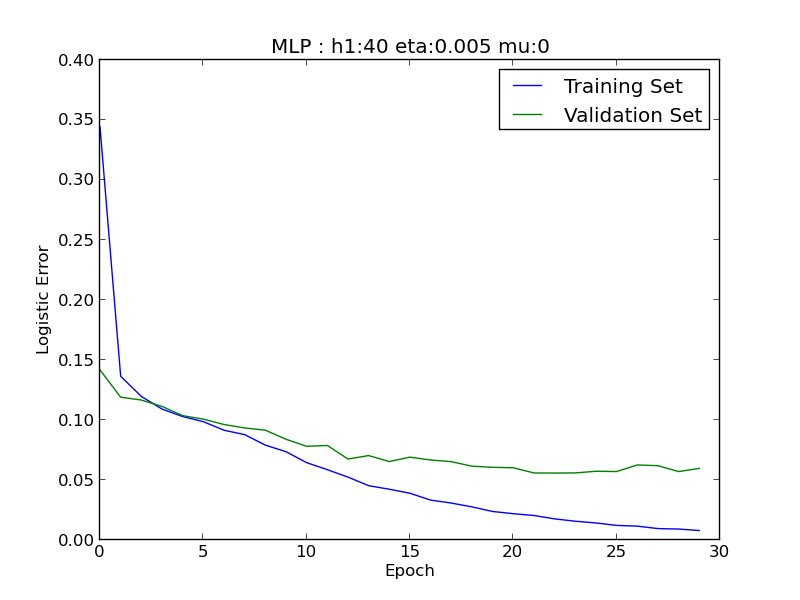 MLP : h1:40 eta:0.005 mu:0
Training Set
Validation Set
0.40
0.35
0.30
0.25
0.20
0.15
0.10
0.05
0.00
Logistic Error
0 5 10 15 20 25 30
Epoch